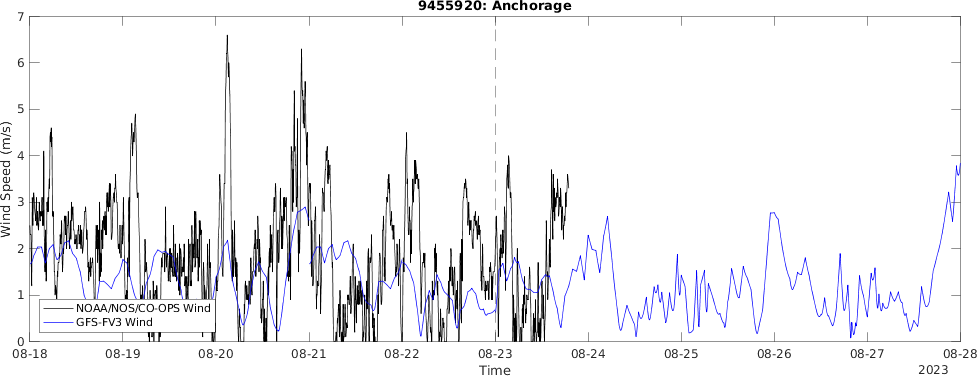 9455920: Anchorage
7
6
5
4
3
2
1
0
Wind Speed (m/s)
NOAA/NOS/CO-OPS Wind
GFS-FV3 Wind
08-18 08-19 08-20 08-21 08-22 08-23 08-24 08-25 08-26 08-27 08-28
Time
2023